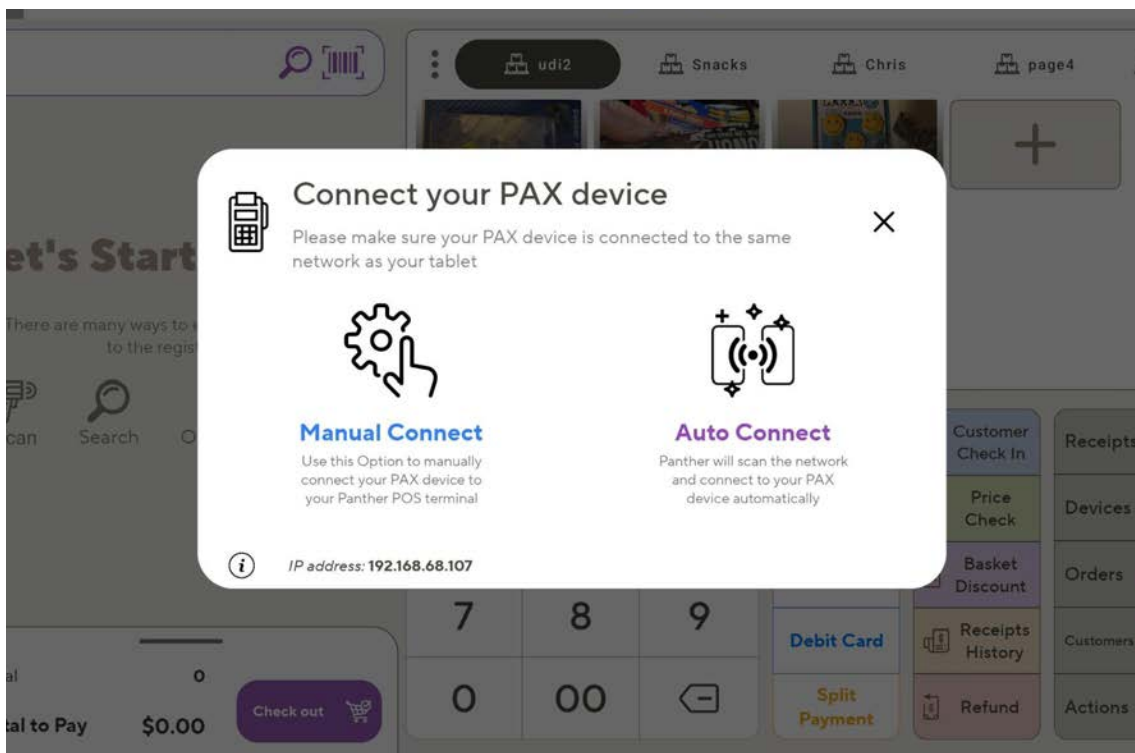 udi2
Snacks
Chris
page4
Connect your PAX device
Please make sure your PAX device is connected to the same
network as your tablet
et's Start
There are many ways to
to the regis
can
Search
O
Manual Connect
Use this Option to manually
connect your PAX device to
your Panther POS terminal
Auto Connect
Panther will scan the network
and connect to your PAX
device automatically
IP address: 192.168.68.107
Customer
Check In
Receipts
Price
Check
Devices
Basket
Discount
Orders
7
8
9
Debit Card
Receipts
History
Customers
al
0
tal to Pay
$0.00
Check out
0
00
Split
Payment
Refund
Actions